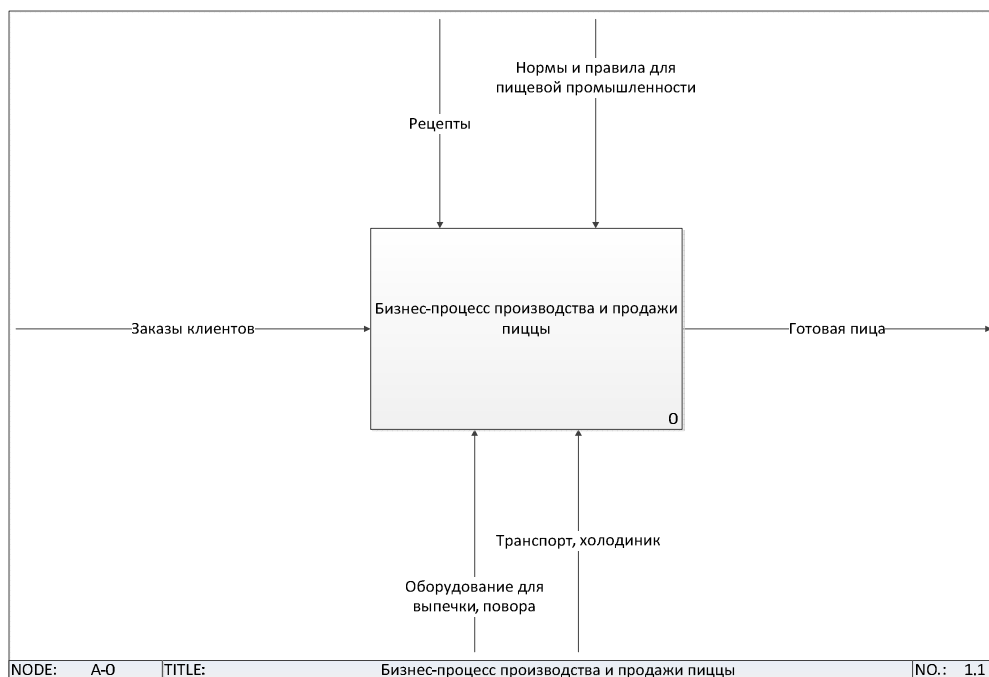 Нормы и правила для
пищевой промышленности
Рецепты
Бизнес-процесс производства и продажи
пиццы
Заказы клиентов
Готовая пица
0
Транспорт, холодиник
Оборудование для
выпечки, повора
NODE: A-0 TITLE: Бизнес-процесс производства и продажи пиццы NO.: 1.1